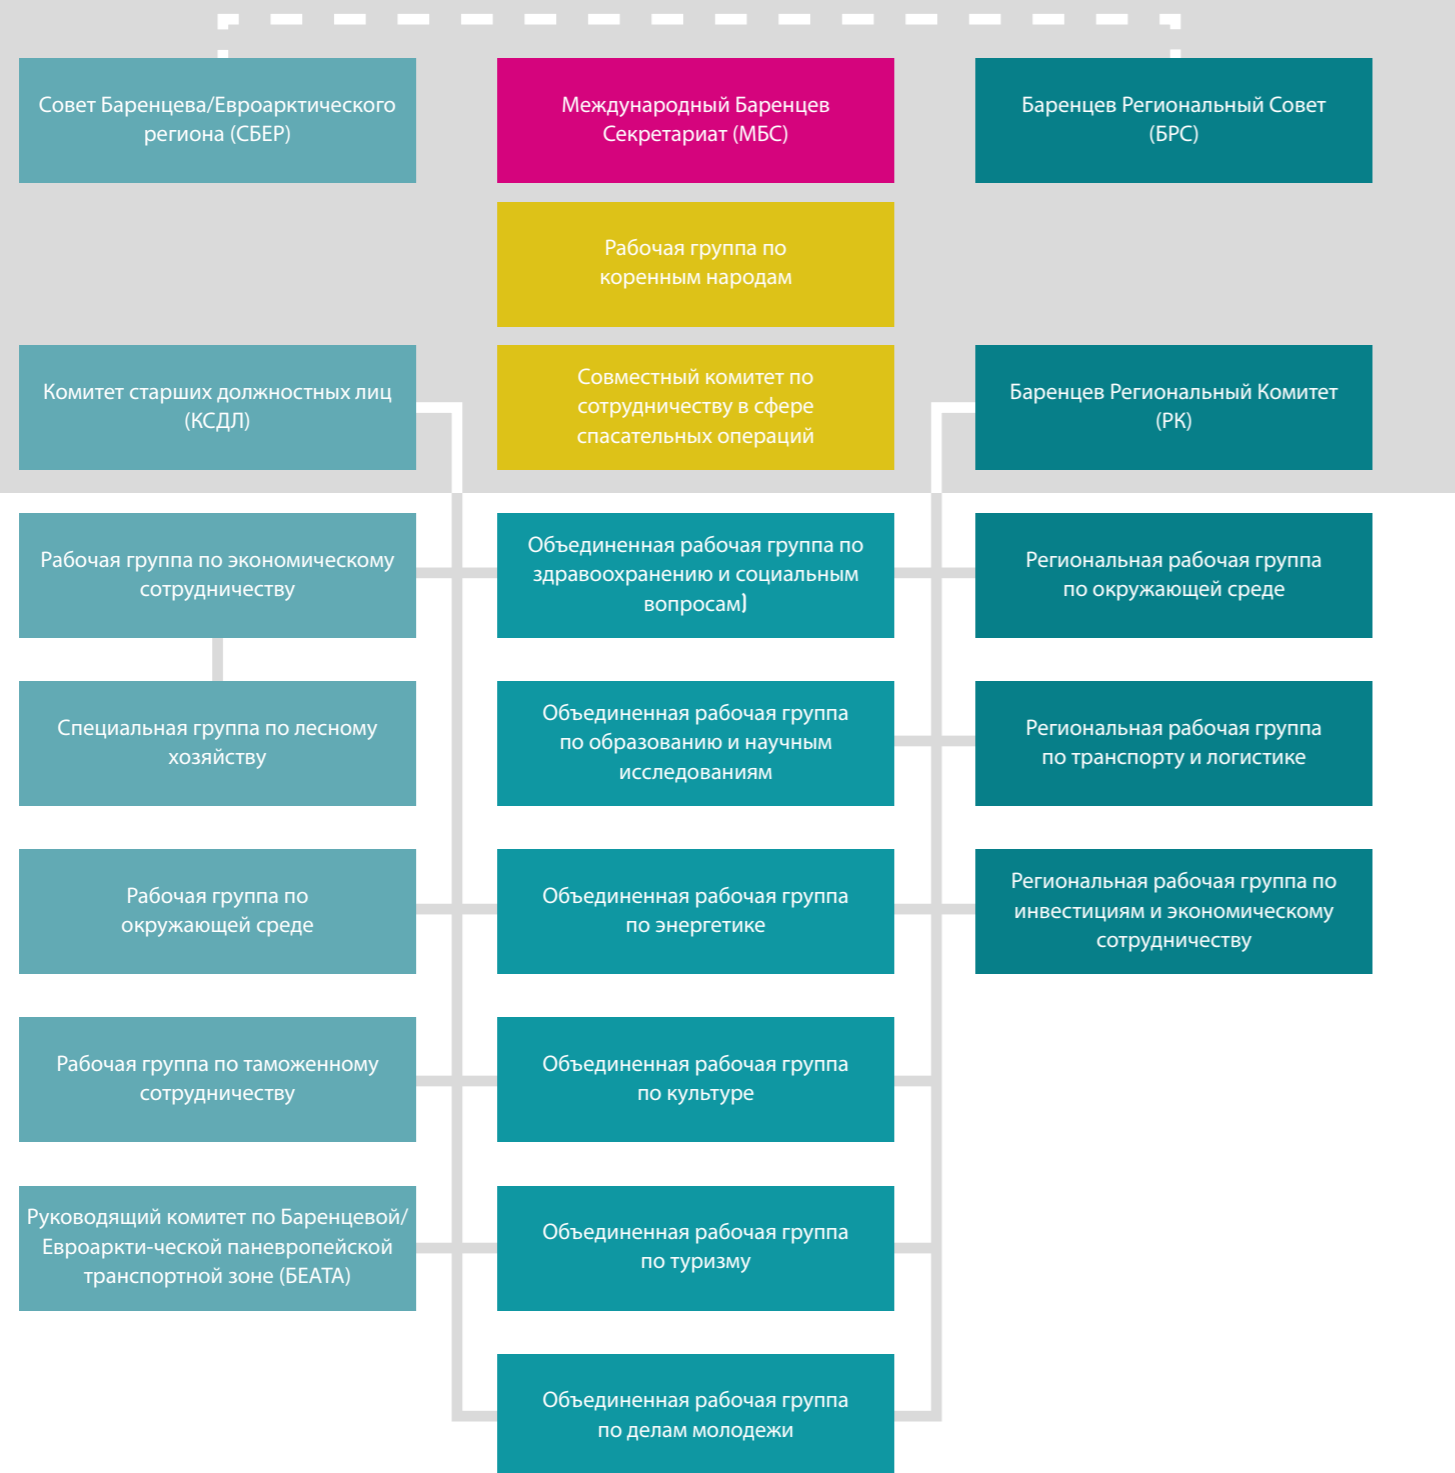 Совет Баренцева/Евроарктического
региона (СБЕР)
Международный Баренцев
Секретариат (МБС)
Баренцев Региональный Совет
(БРС)
Рабочая группа по
коренным народам
Комитет старших должностных лиц
(КСДЛ)
Совместный комитет по
сотрудничеству в сфере
спасательных операций
Баренцев Региональный Комитет
(РК)
Рабочая группа по экономическому
сотрудничеству
Объединенная рабочая группа по
здравоохранению и социальным
вопросам)
Региональная рабочая группа
по окружающей среде
Специальная группа по лесному
хозяйству
Объединенная рабочая группа
по образованию и научным
исследованиям
Региональная рабочая группа
по транспорту и логистике
Рабочая группа по
окружающей среде
Объединенная рабочая группа
по энергетике
Региональная рабочая группа по
инвестициям и экономическому
сотрудничеству
Рабочая группа по таможенному
сотрудничеству
Объединенная рабочая группа
по культуре
Руководящий комитет по Баренцевой/
Евроаркти-ческой паневропейской
транспортной зоне (БЕАТА)
Объединенная рабочая группа
по туризму
Объединенная рабочая группа
по делам молодежи